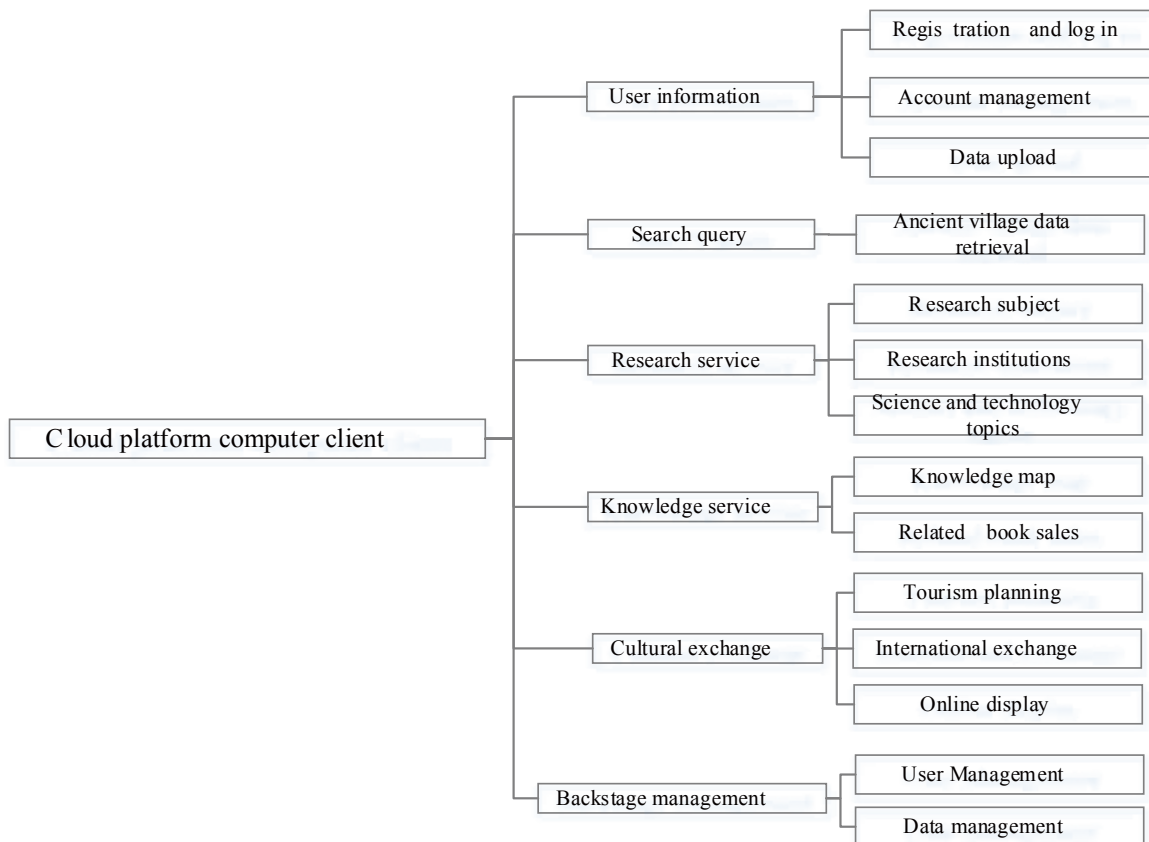 Regis tration and log in
User information
Account management
Data upload
Search query
Ancient village data
retrieval
Research subject
Research service
Research institutions
Science and technology
topics
Cloud platform computer client
Knowledge map
Knowledge service
Related book sales
Tourism planning
Cultural exchange
International exchange
Online display
User Management
Backstage management
Data management